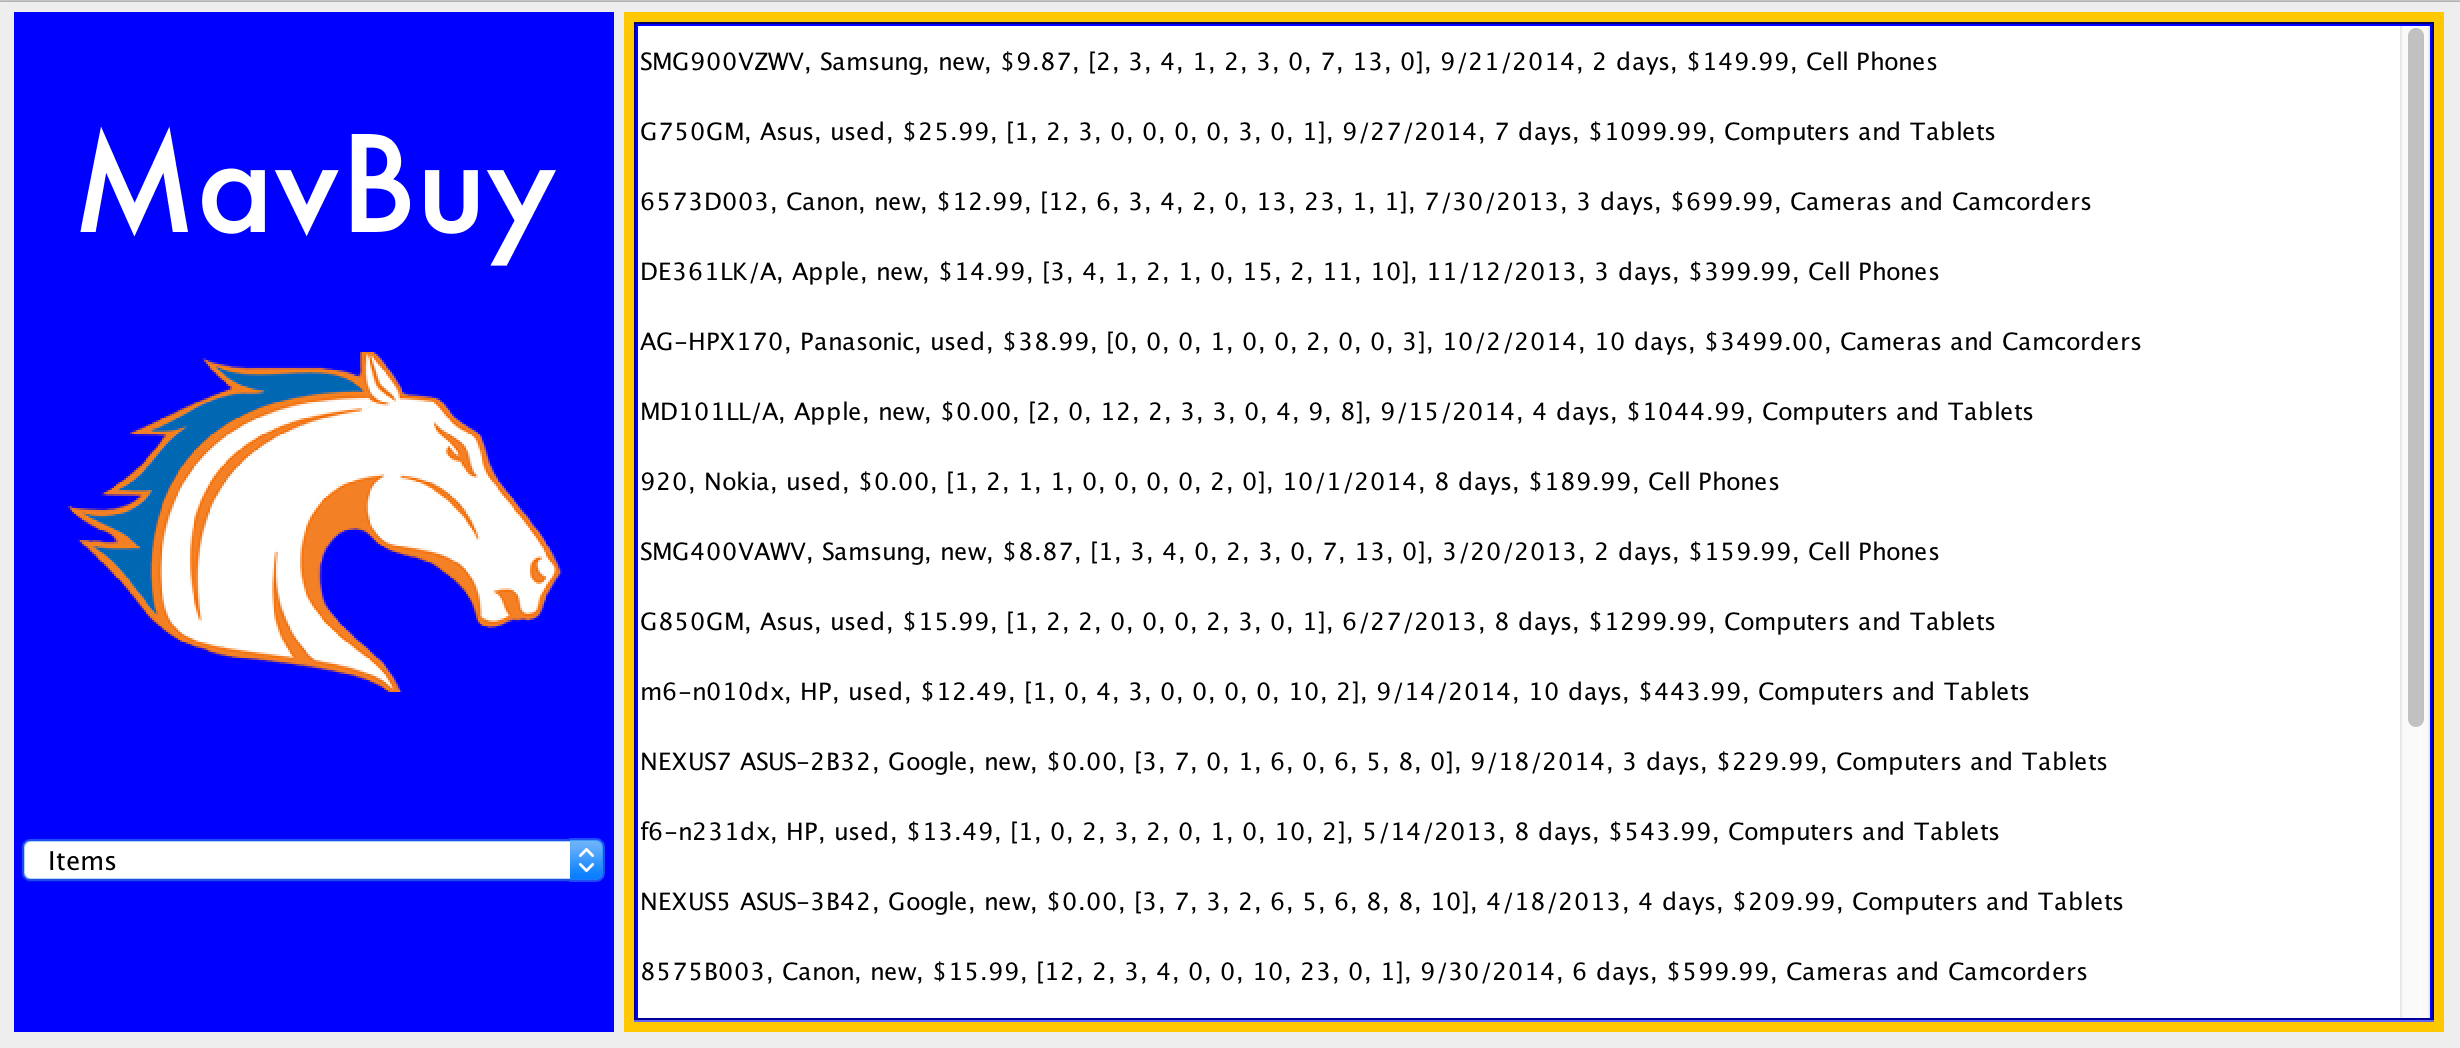 MavBuy
Items
SMG900VZWV, Samsung, new, $9.87, [2, 3, 4, 1, 2, 3, 0, 7, 13, 0], 9/21/2014, 2 days, $149.99, Cell Phones
G750GM, Asus, used, $25.99, [1, 2, 3, 0, 0, 0, 0, 3, 0, 1], 9/27/2014, 7 days, $1099.99, Computers and Tablets
6573D003, Canon, new, $12.99, [12, 6, 3, 4, 2, 0, 13, 23, 1, 1], 7/30/2013, 3 days, $699.99, Cameras and Camcorders
DE361LK/A, Apple, new, $14.99, [3, 4, 1, 2, 1, 0, 15, 2, 11, 10], 11/12/2013, 3 days, $399.99, Cell Phones
AG-HPX170, Panasonic, used, $38.99, [0, 0, 0, 1, 0, 0, 2, 0, 0, 3], 10/2/2014, 10 days, $3499.00, Cameras and Camcorders
MD101LL/A, Apple, new, $0.00, [2, 0, 12, 2, 3, 3, 0, 4, 9, 8], 9/15/2014, 4 days, $1044.99, Computers and Tablets
920, Nokia, used, $0.00, [1, 2, 1, 1, 0, 0, 0, 0, 2, 0], 10/1/2014, 8 days, $189.99, Cell Phones
SMG400VAWV, Samsung, new, $8.87, [1, 3, 4, 0, 2, 3, 0, 7, 13, 0], 3/20/2013, 2 days, $159.99, Cell Phones
G850GM, Asus, used, $15.99, [1, 2, 2, 0, 0, 0, 2, 3, 0, 1], 6/27/2013, 8 days, $1299.99, Computers and Tablets
m6-n010dx, HP, used, $12.49, [1, 0, 4, 3, 0, 0, 0, 0, 10, 2], 9/14/2014, 10 days, $443.99, Computers and Tablets
NEXUS7 ASUS-2B32, Google, new, $0.00, [3, 7, 0, 1, 6, 0, 6, 5, 8, 0], 9/18/2014, 3 days, $229.99, Computers and Tablets
f6-n231dx, HP, used, $13.49, [1, 0, 2, 3, 2, 0, 1, 0, 10, 2], 5/14/2013, 8 days, $543.99, Computers and Tablets
NEXUS5 ASUS-3B42, Google, new, $0.00, [3, 7, 3, 2, 6, 5, 6, 8, 8, 10], 4/18/2013, 4 days, $209.99, Computers and Tablets
8575B003, Canon, new, $15.99, [12, 2, 3, 4, 0, 0, 10, 23, 0, 1], 9/30/2014, 6 days, $599.99, Cameras and Camcorders